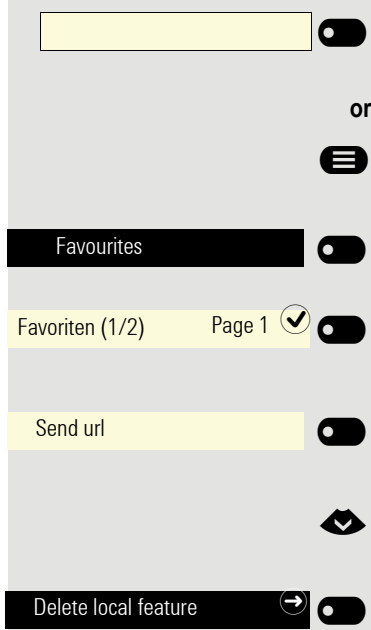 or
Favourites
Favoriten (1/2) Page 1
Send url
Delete local feature